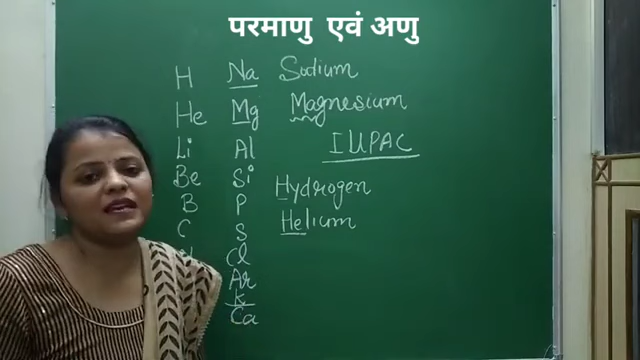 परमाणु एवं अणु
H Na Sodium
He Mg Magnesium
Li Al IUPAC
Be Si Hydrogen
B P Helium
C S
Cl
Ar
K
Ca